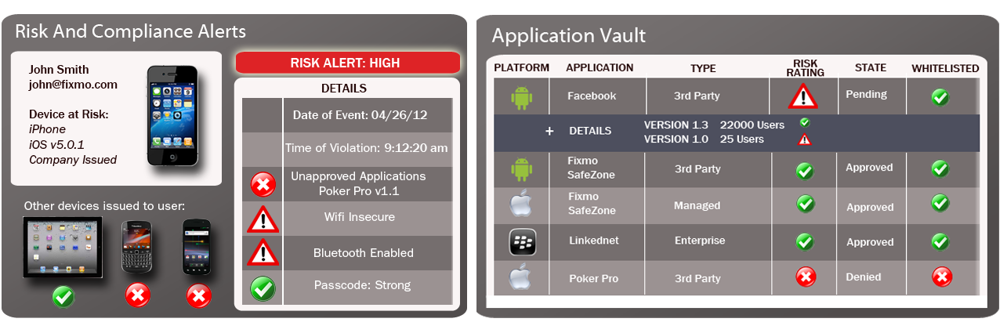 Risk And Compliance Alerts
John Smith
john@fixmo.com
Device at Risk:
iPhone
iOS v5.0.1
Company Issued
Other devices issued to user:
RISK ALERT: HIGH
DETAILS
Date of Event: 04/26/12
Time of Violation: 9:12:20 am
Unapproved Applications
Poker Pro v1.1
Wifi Insecure
Bluetooth Enabled
Passcode: Strong
Application Vault
PLATFORM APPLICATION TYPE RISK RATING STATE WHITELISTED
Facebook 3rd Party Pending
+ DETAILS VERSION 1.3 22000 Users
VERSION 1.0 25 Users
Fixmo SafeZone 3rd Party Approved
Fixmo SafeZone Managed Approved
Linkednet Enterprise Approved
Poker Pro 3rd Party Denied